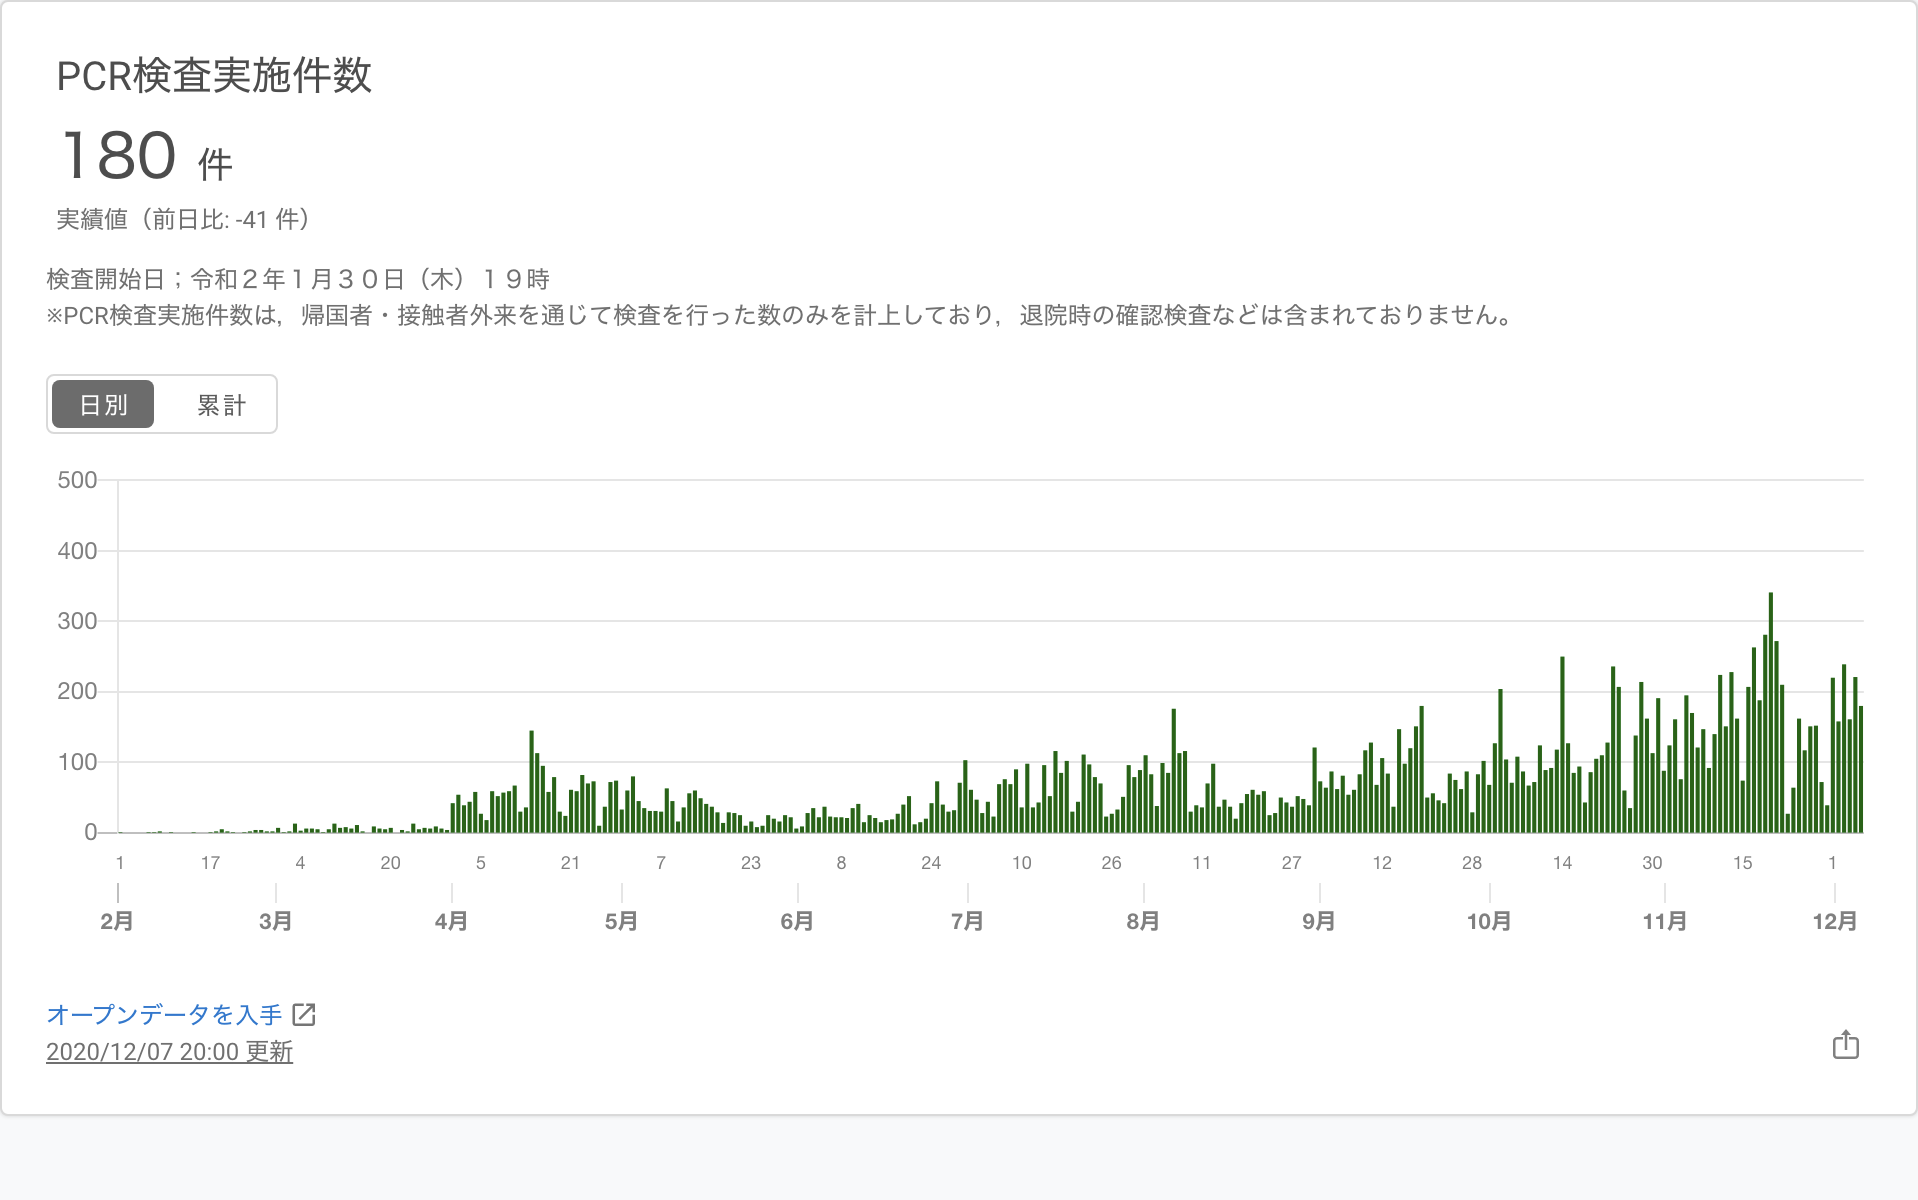 PCR検査実施件数
180 件
実績値（前日比: -41 件）
検査開始日；令和２年１月３０日（木）１９時
※PCR検査実施件数は，帰国者・接触者外来を通じて検査を行った数のみを計上しており，退院時の確認検査などは含まれておりません。
日別 累計
500
400
300
200
100
0
1 17 4 20 5 21 7 23 8 24 10 26 11 27 12 28 14 30 15 1
2月 3月 4月 5月 6月 7月 8月 9月 10月 11月 12月
オープンデータを入手
2020/12/07 20:00 更新